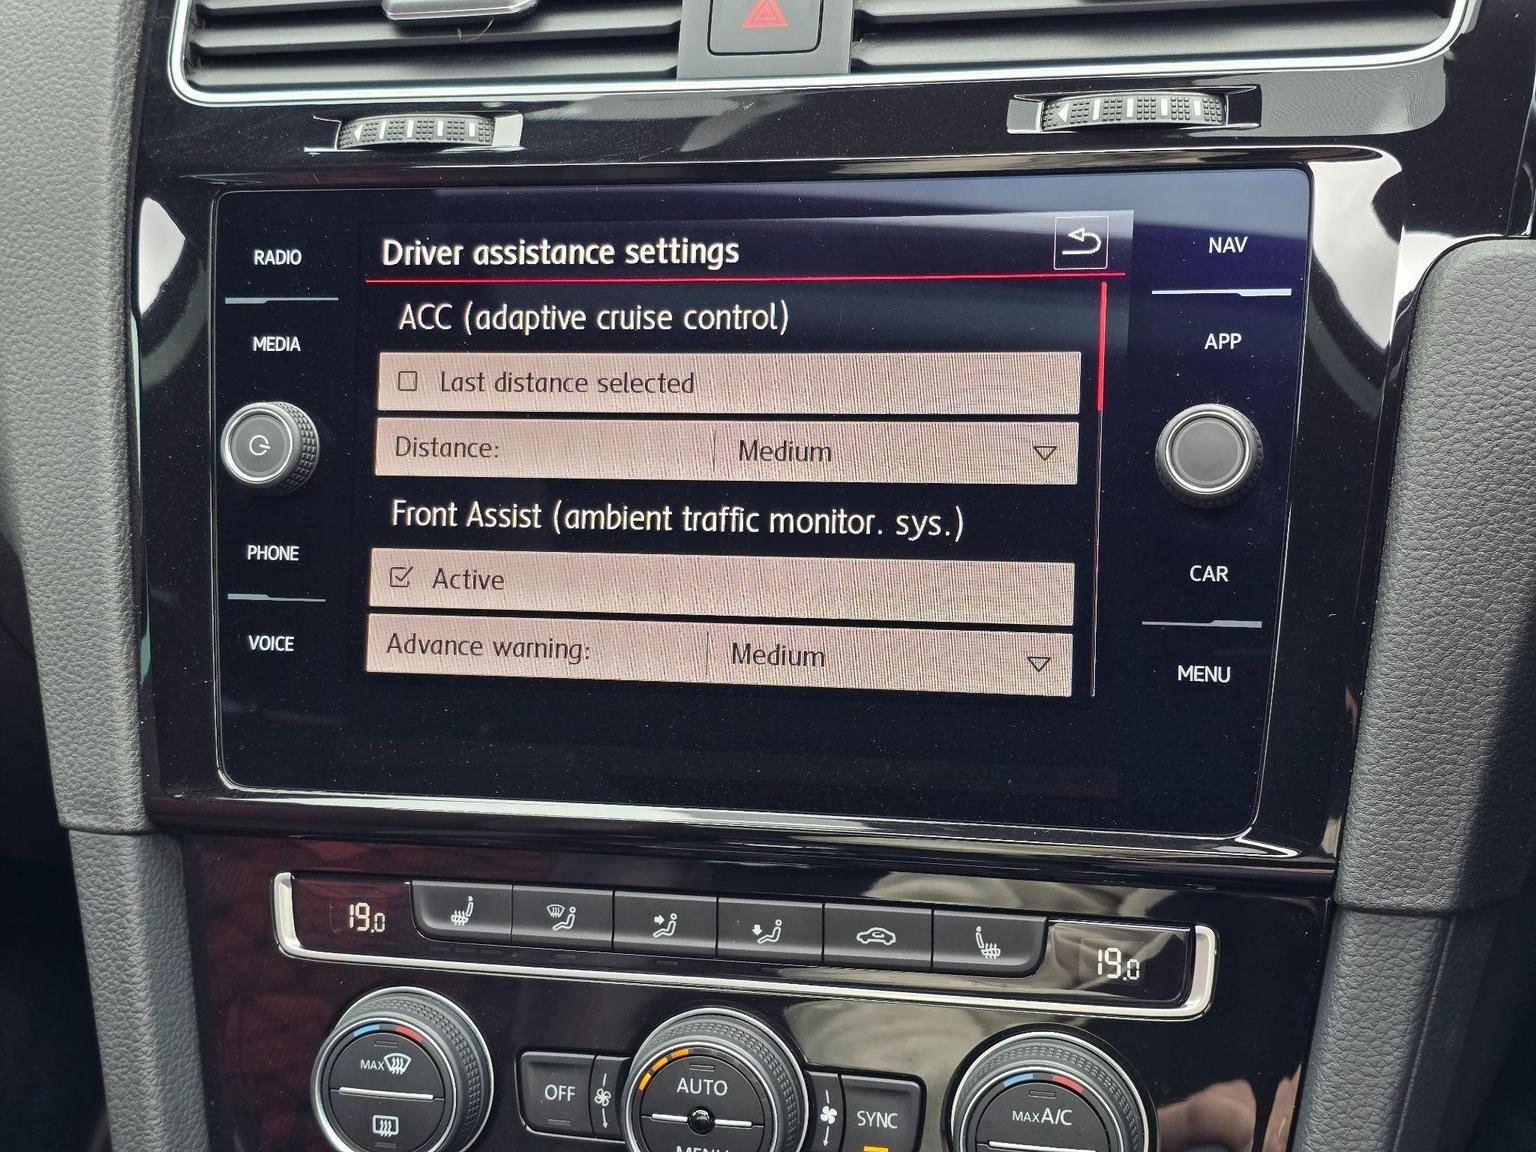 RADIO
MEDIA
PHONE
VOICE
Driver assistance settings
ACC (adaptive cruise control)
Last distance selected
Distance: Medium
Front Assist (ambient traffic monitor. sys.)
Active
Advance warning: Medium
NAV
APP
CAR
MENU
19.0
19.0
MAX
OFF
AUTO
MENU
SYNC
MAX A/C